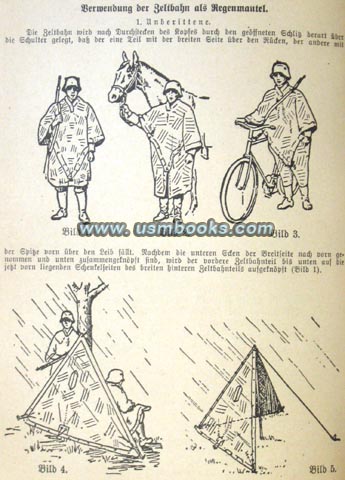 Verwendung der Zeltbahn als Regenmantel.
1. Unberittene.
Die Zeltbahn wird nach Durchstecken des Kopfes durch den geöffneten Schlitz derart über
die Schulter gelegt, daß der eine Teil mit der breiten Seite über den Rücken, der andere mit
Bild
www.usmbooks.com
Bild 3.
der Spitze vorn über den Leib fällt. Nachdem die unteren Ecken der Breitseite nach vorn ge-
nommen und unten zusammengeknöpft sind, wird der vordere Zeltbahnteil bis unten auf die
jetzt vorn liegenden Schenkelseiten des breiten hinteren Zeltbahnteils aufgeknöpft (Bild 1).
Bild 4.
Bild 5.